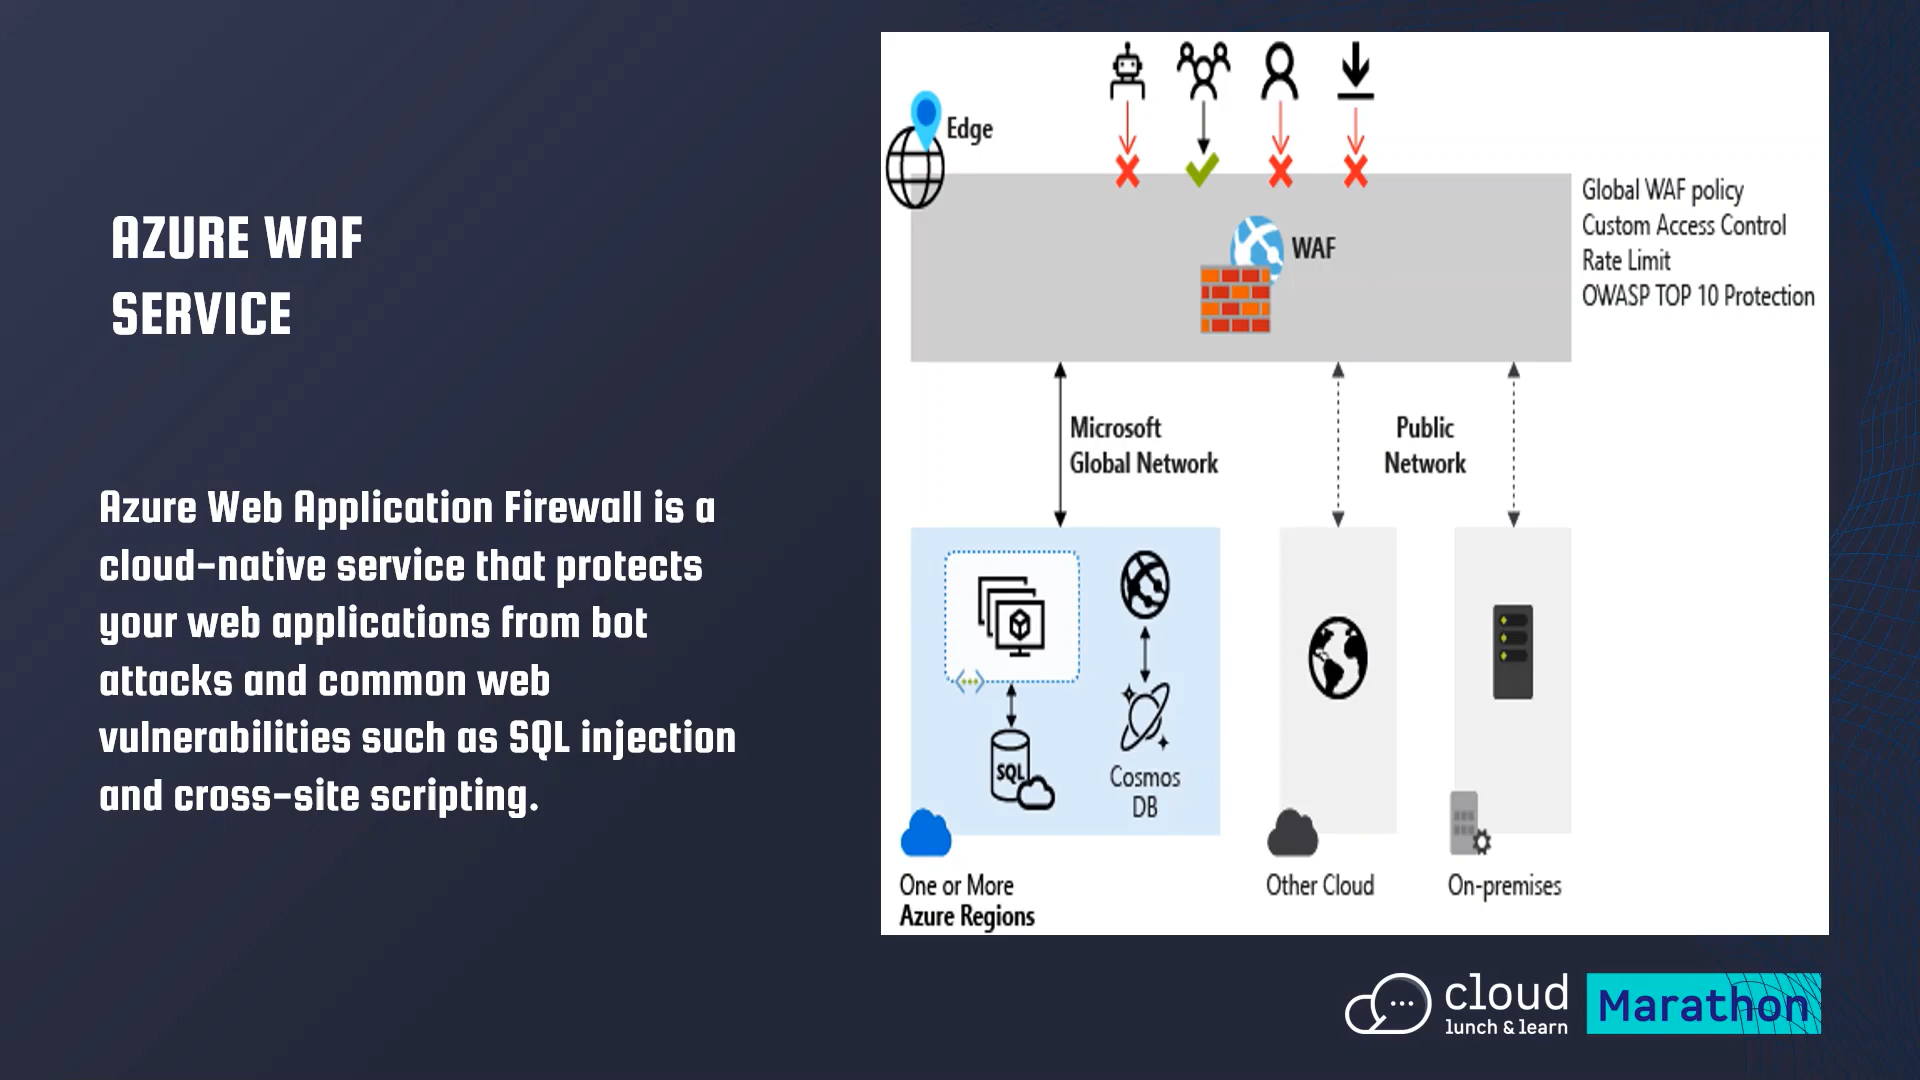 AZURE WAF
SERVICE
Azure Web Application Firewall is a
cloud-native service that protects
your web applications from bot
attacks and common web
vulnerabilities such as SQL injection
and cross-site scripting.
Edge
WAF
Global WAF policy
Custom Access Control
Rate Limit
OWASP TOP 10 Protection
Microsoft
Global Network
Public
Network
SQL
Cosmos
DB
One or More
Azure Regions
Other Cloud
On-premises
cloud
lunch & learn
Marathon